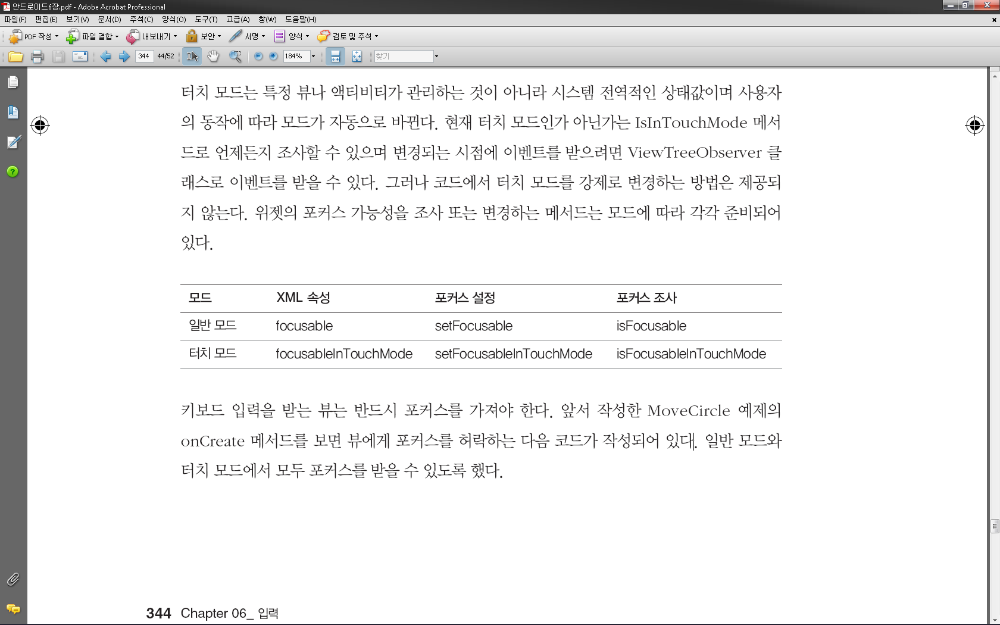 안드로이드6장.pdf - Adobe Acrobat Professional
파일(F) 편집(E) 보기(V) 문서(D) 주석(C) 양식(O) 도구(T) 고급(A) 창(W) 도움말(H)
PDF 작성 파일 결합 내보내기 보안 서명 양식 검토 및 주석
344 44/52 184% 찾기
터치 모드는 특정 뷰나 액티비티가 관리하는 것이 아니라 시스템 전역적인 상태값이며 사용자
의 동작에 따라 모드가 자동으로 바뀐다. 현재 터치 모드인가 아닌가는 IsInTouchMode 메서
드로 언제든지 조사할 수 있으며 변경되는 시점에 이벤트를 받으려면 ViewTreeObserver 클
래스로 이벤트를 받을 수 있다. 그러나 코드에서 터치 모드를 강제로 변경하는 방법은 제공되
지 않는다. 위젯의 포커스 가능성을 조사 또는 변경하는 메서드는 모드에 따라 각각 준비되어
있다.
모드 XML 속성 포커스 설정 포커스 조사
일반 모드 focusable setFocusable isFocusable
터치 모드 focusableInTouchMode setFocusableInTouchMode isFocusableInTouchMode
키보드 입력을 받는 뷰는 반드시 포커스를 가져야 한다. 앞서 작성한 MoveCircle 예제의
onCreate 메서드를 보면 뷰에게 포커스를 허락하는 다음 코드가 작성되어 있다. 일반 모드와
터치 모드에서 모두 포커스를 받을 수 있도록 했다.
344 Chapter 06_ 입력